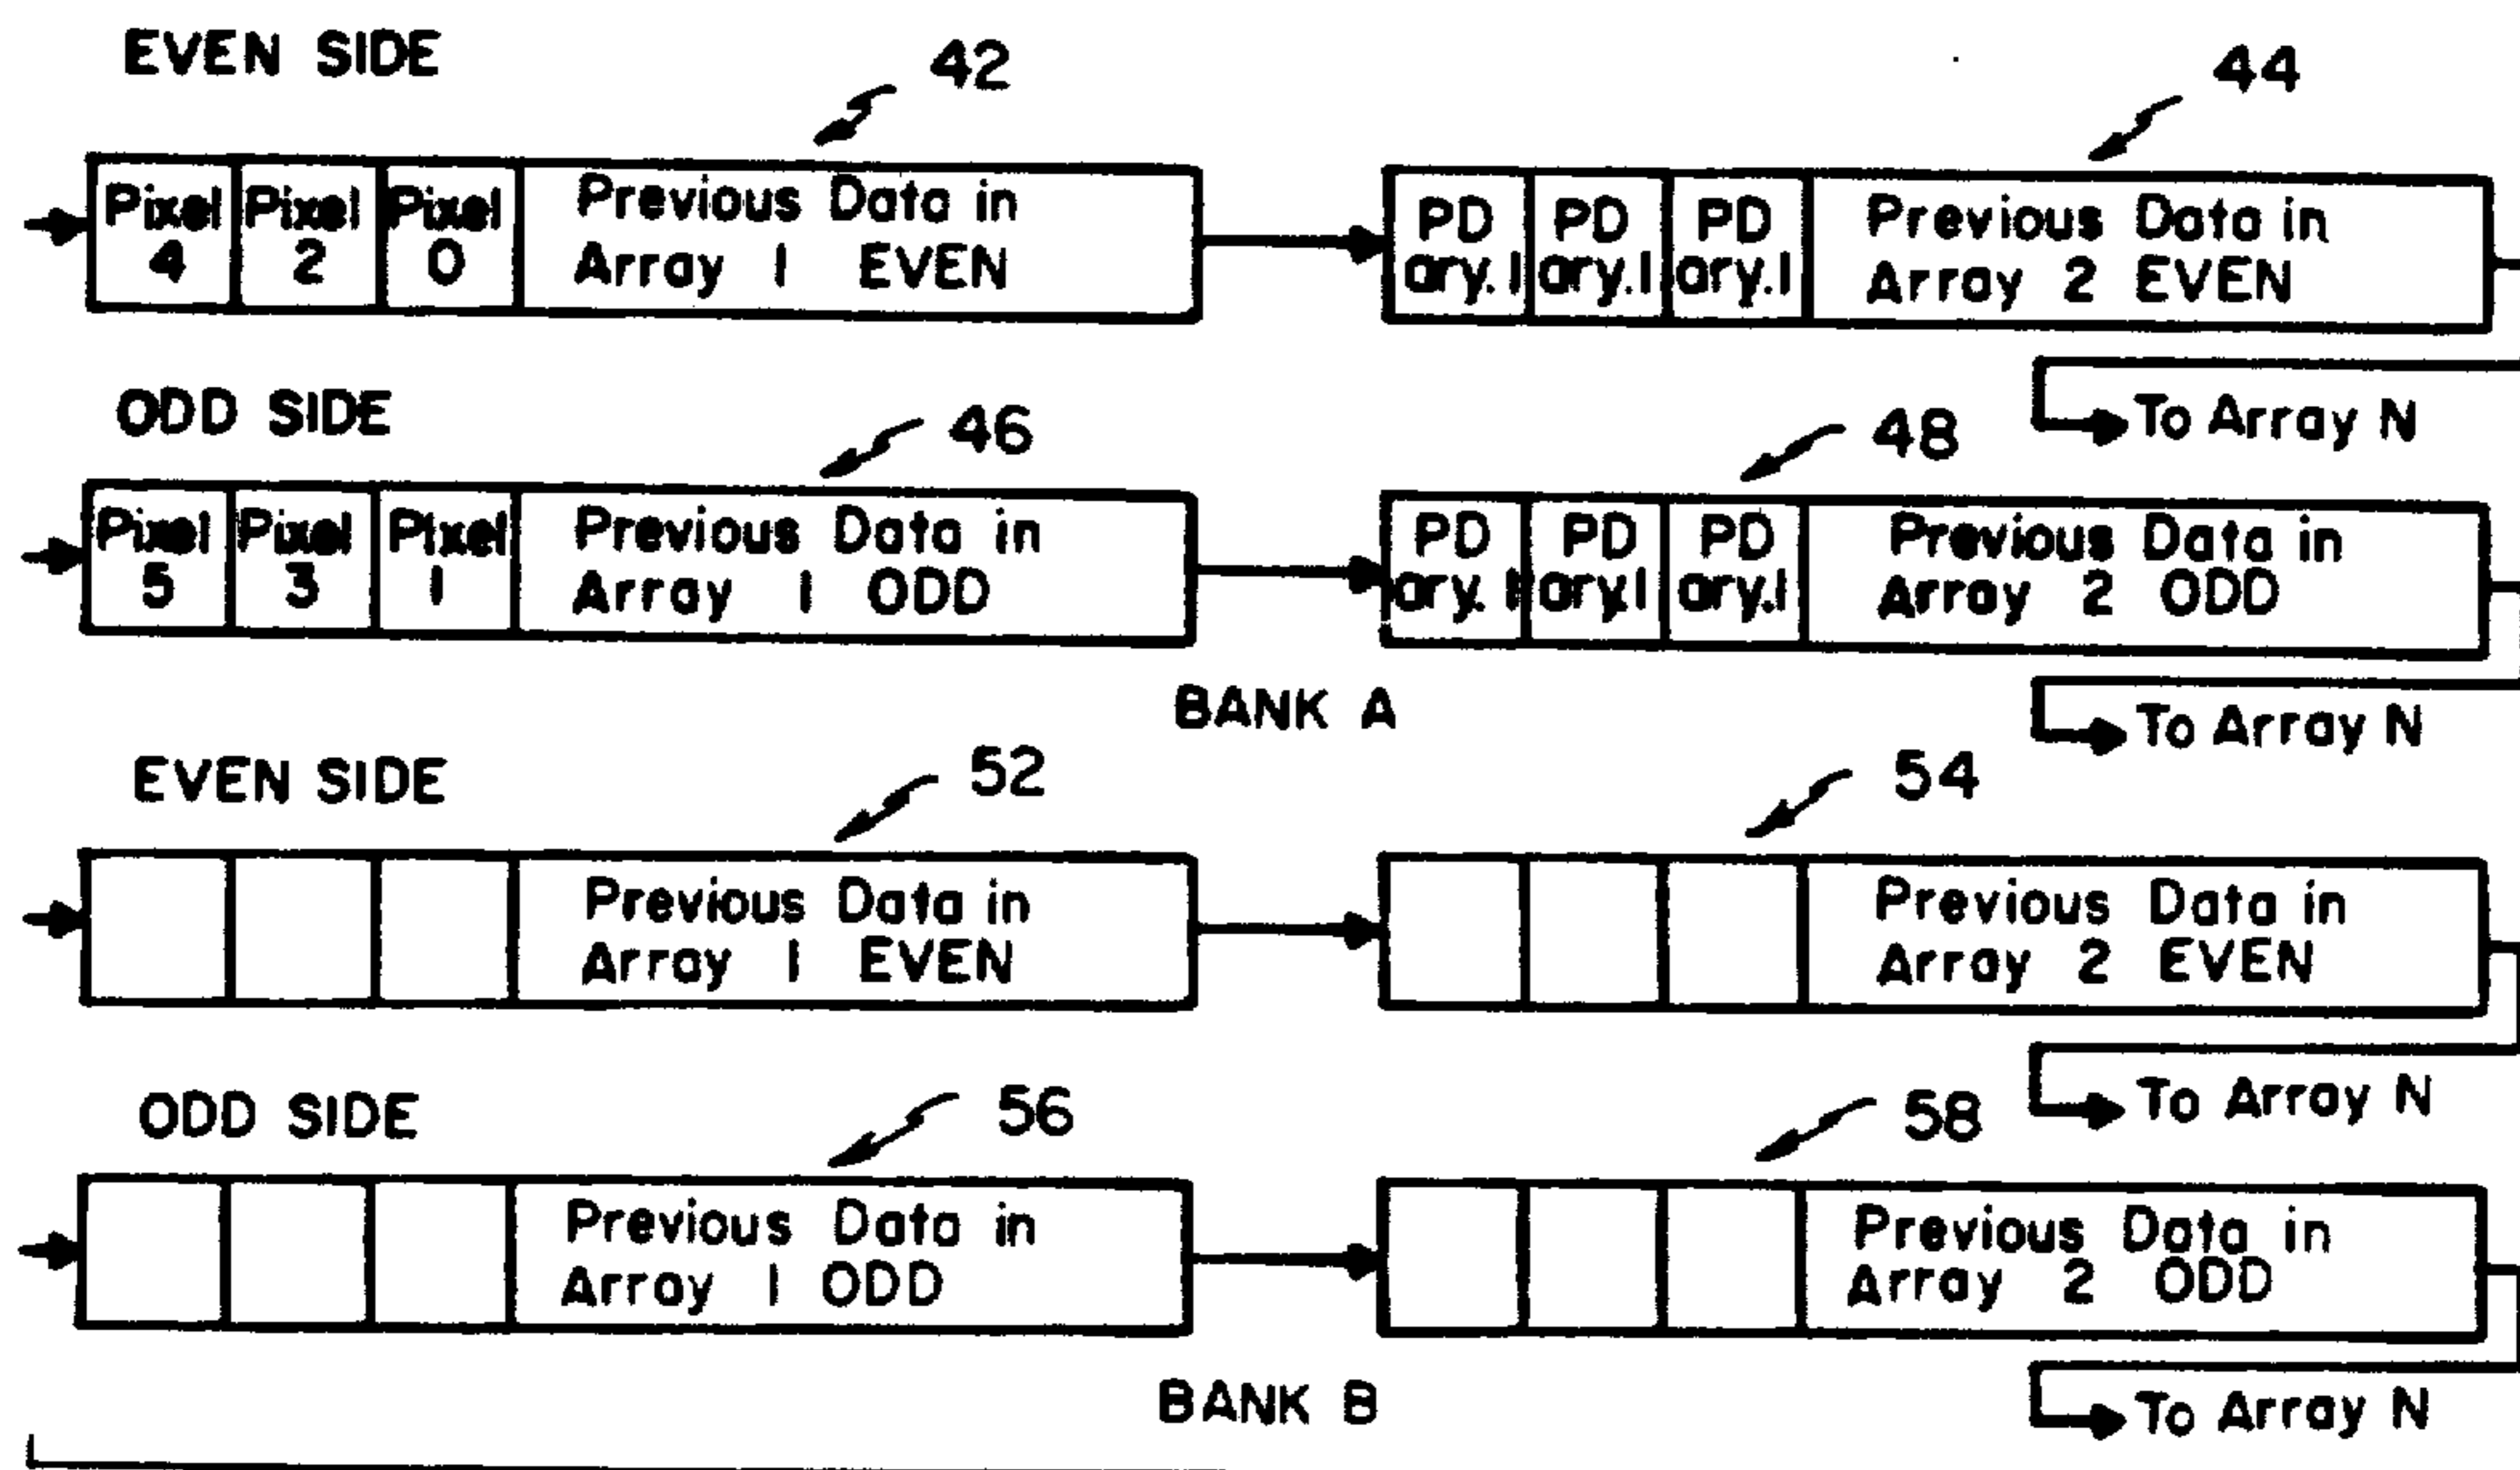 EVEN SIDE
42
44
Pixel 4
Pixel 2
Pixel 0
Previous Data in
Array 1 EVEN
PD
ary.1
PD
ary.1
PD
ary.1
Previous Data in
Array 2 EVEN
To Array N
ODD SIDE
46
48
Pixel 5
Pixel 3
Pixel 1
Previous Data in
Array 1 ODD
PD
ary.1
PD
ary.1
PD
ary.1
Previous Data in
Array 2 ODD
To Array N
BANK A
EVEN SIDE
52
54
Previous Data in
Array 1 EVEN
Previous Data in
Array 2 EVEN
To Array N
ODD SIDE
56
58
Previous Data in
Array 1 ODD
Previous Data in
Array 2 ODD
To Array N
BANK B